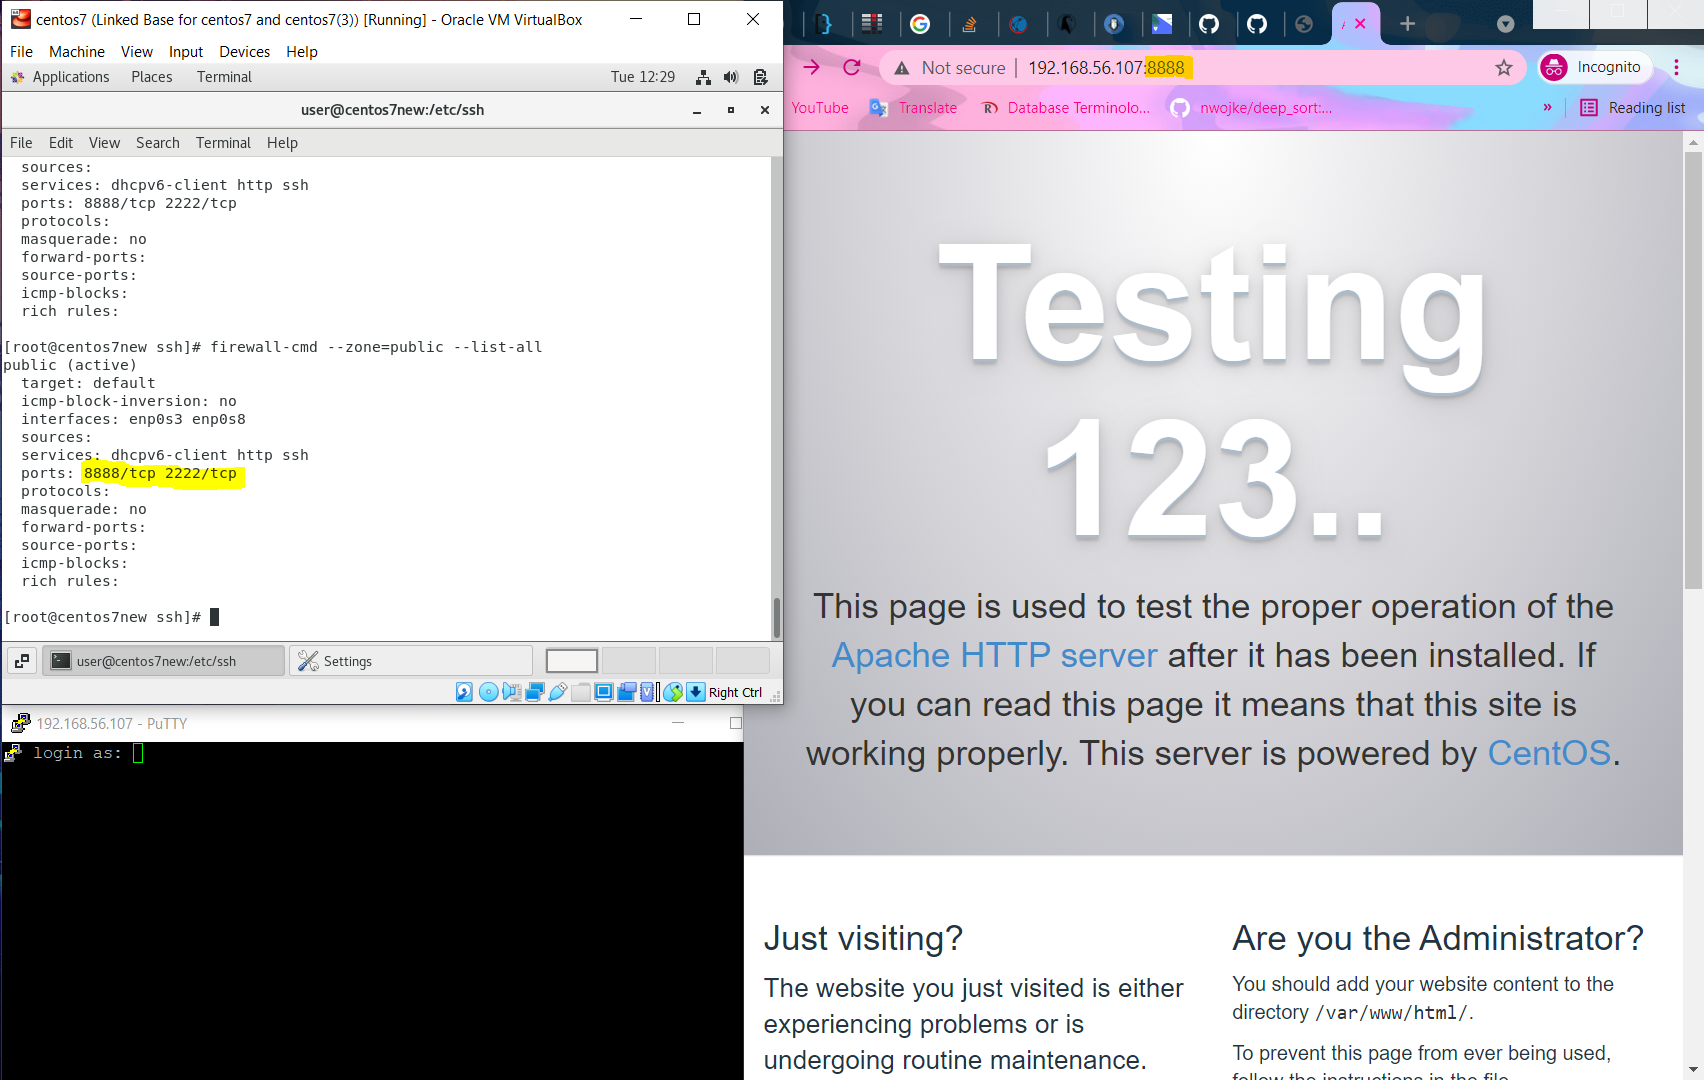 centos7 (Linked Base for centos7 and centos7(3)) [Running] - Oracle VM VirtualBox
File Machine View Input Devices Help
Applications Places Terminal Tue 12:29
user@centos7new:/etc/ssh
File Edit View Search Terminal Help
sources:
services: dhcpv6-client http ssh
ports: 8888/tcp 2222/tcp
protocols:
masquerade: no
forward-ports:
source-ports:
icmp-blocks:
rich rules:
[root@centos7new ssh]# firewall-cmd --zone=public --list-all
public (active)
target: default
icmp-block-inversion: no
interfaces: enp0s3 enp0s8
sources:
services: dhcpv6-client http ssh
ports: 8888/tcp 2222/tcp
protocols:
masquerade: no
forward-ports:
source-ports:
icmp-blocks:
rich rules:
[root@centos7new ssh]#
user@centos7new:/etc/ssh Settings
Right Ctrl
192.168.56.107 - PuTTY
login as:
Not secure | 192.168.56.107:8888 Incognito
YouTube Translate Database Terminolo... nwojke/deep_sort:... » Reading list
Testing
123..
This page is used to test the proper operation of the
Apache HTTP server after it has been installed. If
you can read this page it means that this site is
working properly. This server is powered by CentOS.
Just visiting?
The website you just visited is either
experiencing problems or is
undergoing routine maintenance.
Are you the Administrator?
You should add your website content to the
directory /var/www/html/.
To prevent this page from ever being used,
follow the instructions in the file